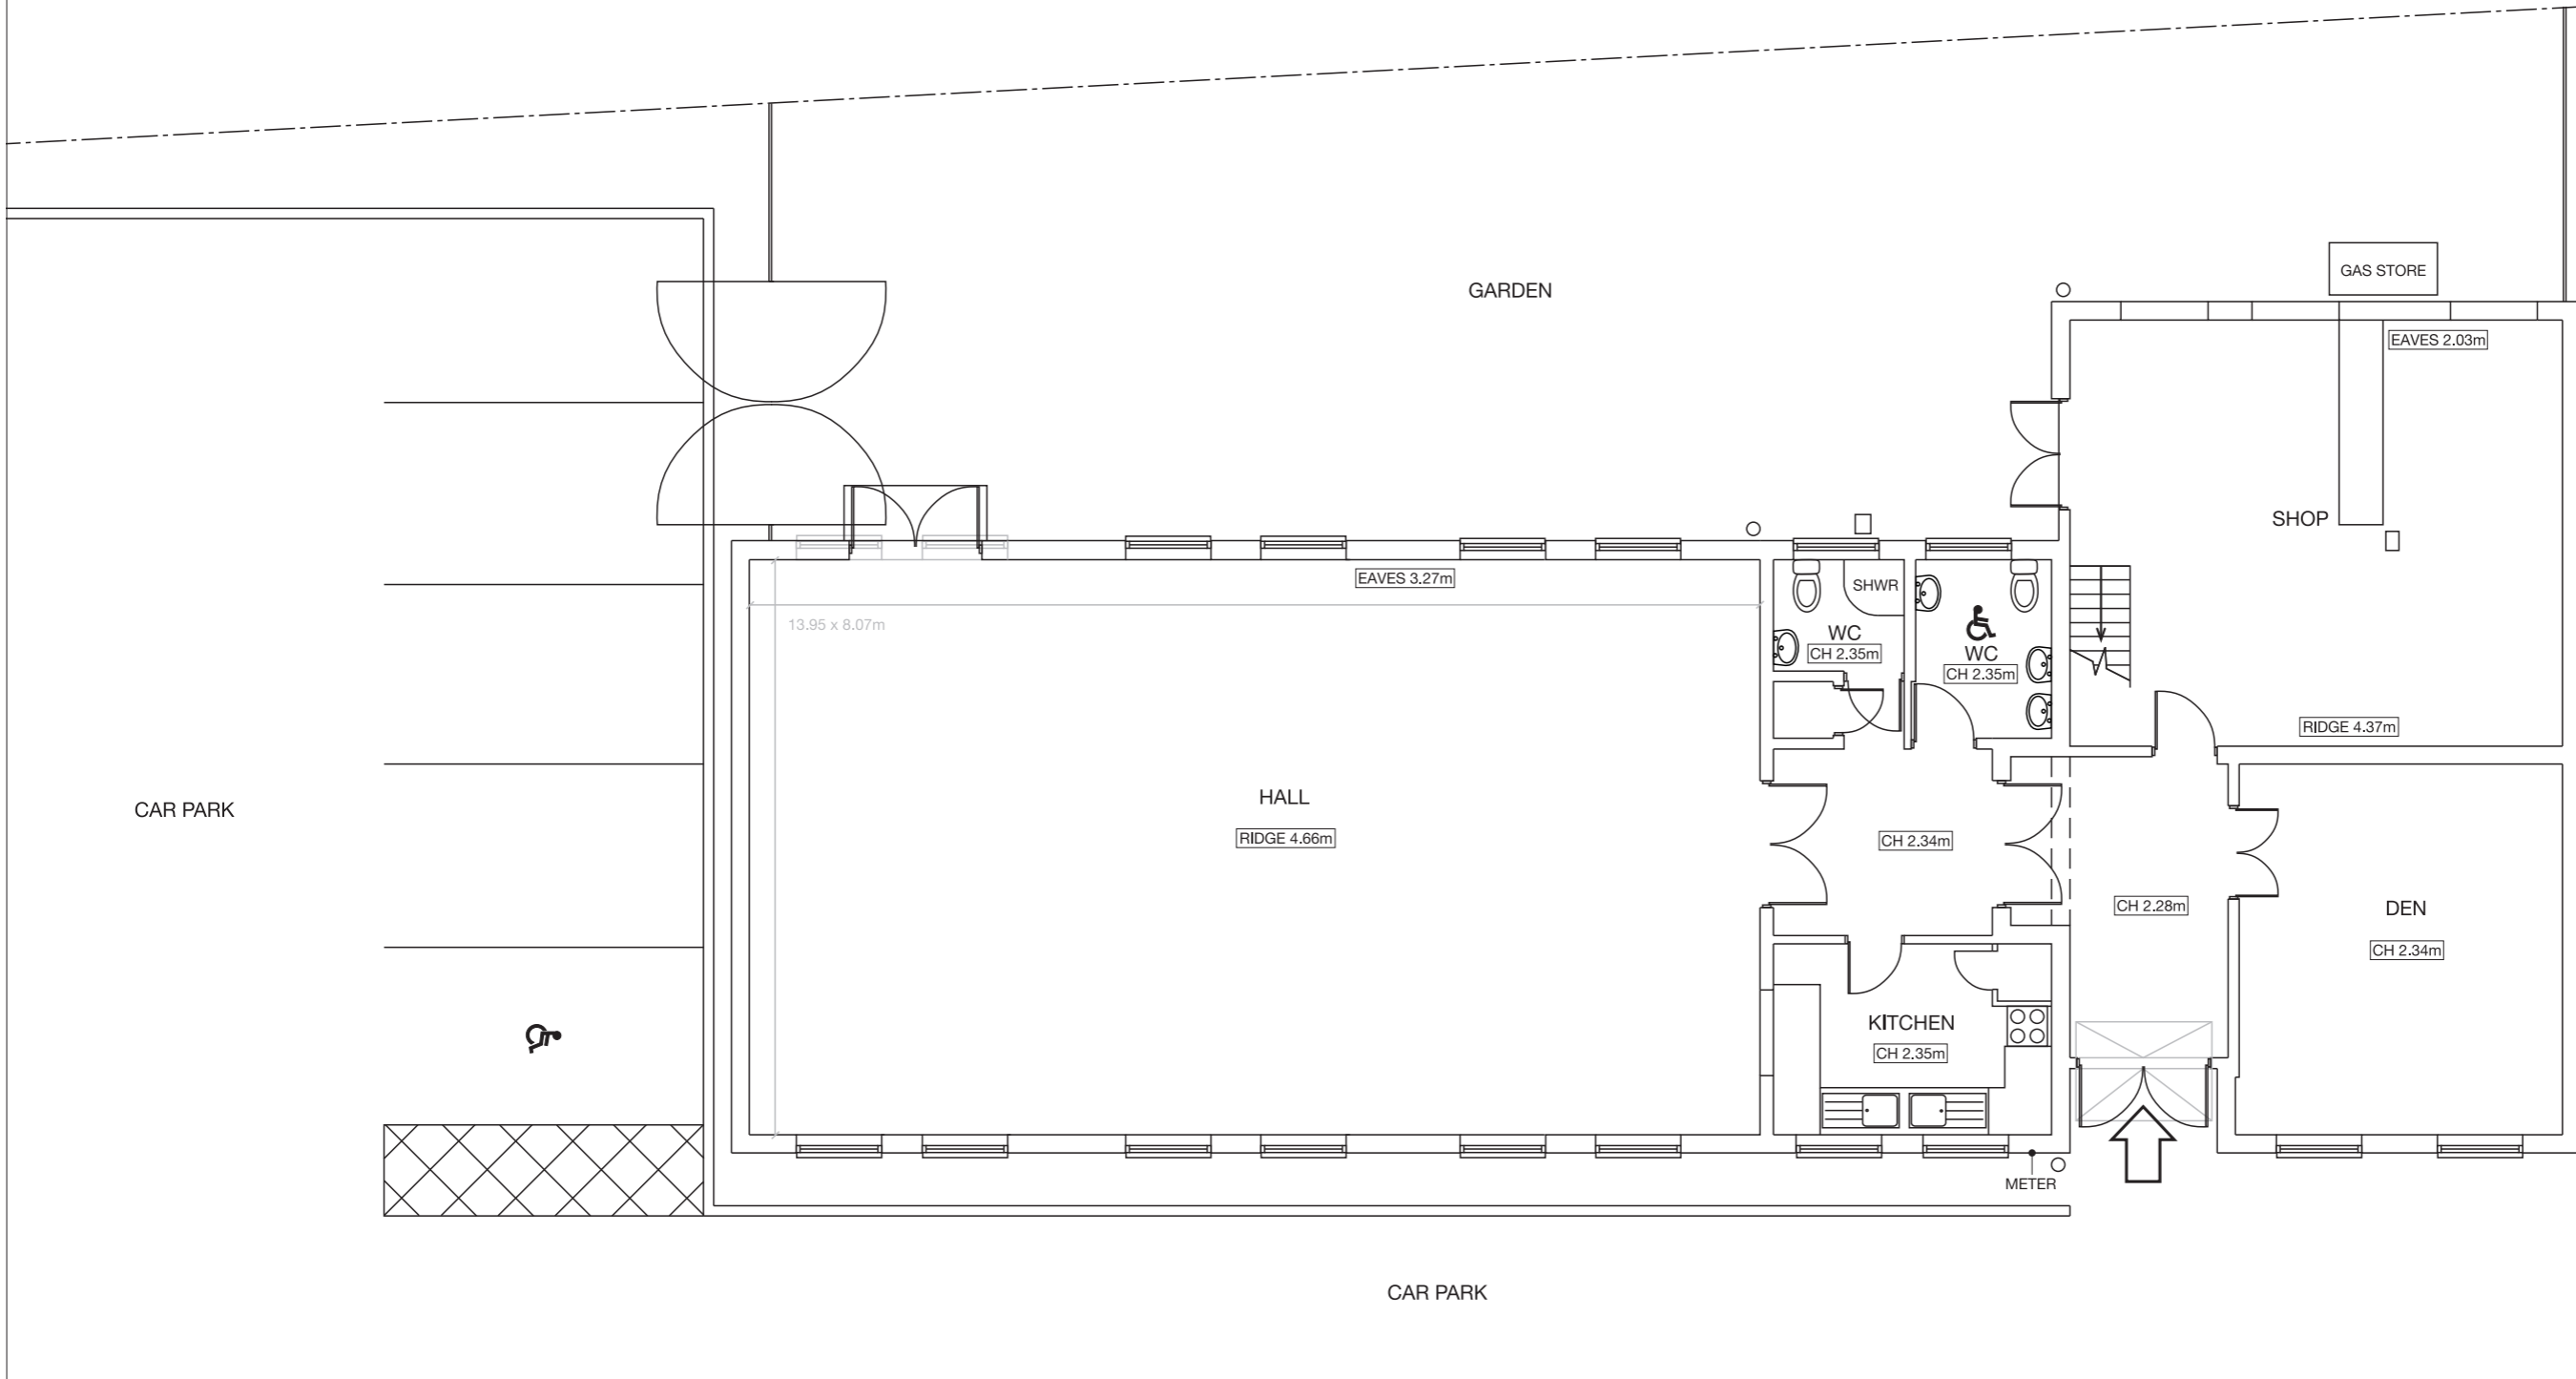 GARDEN
GAS STORE
EAVES 2.03m
SHOP
EAVES 3.27m
SHWR
13.95 x 8.07m
WC
CH 2.35m
WC
CH 2.35m
RIDGE 4.37m
CAR PARK
HALL
RIDGE 4.66m
CH 2.34m
CH 2.28m
DEN
CH 2.34m
KITCHEN
CH 2.35m
METER
CAR PARK